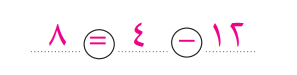 ١٢ − ٤ = ٨